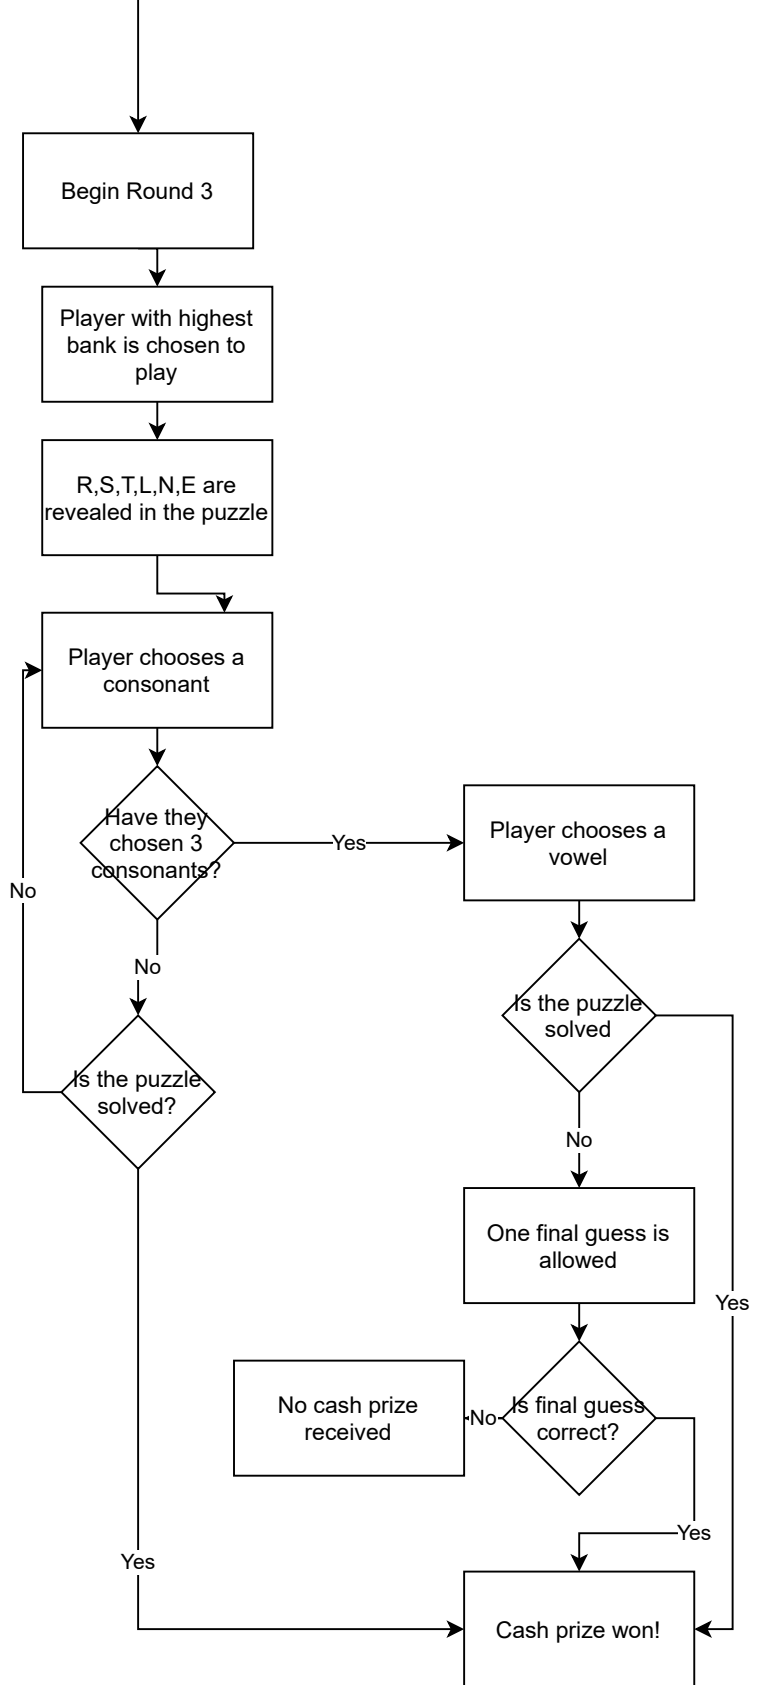 Begin Round 3
Player with highest
bank is chosen to
play
R,S,T,L,N,E are
revealed in the puzzle
Player chooses a
consonant
Have they
chosen 3
consonants?
Yes
Player chooses a
vowel
No
No
Is the puzzle
solved
Is the puzzle
solved?
No
One final guess is
allowed
Yes
No cash prize
received
No
Is final guess
correct?
Yes
Yes
Cash prize won!